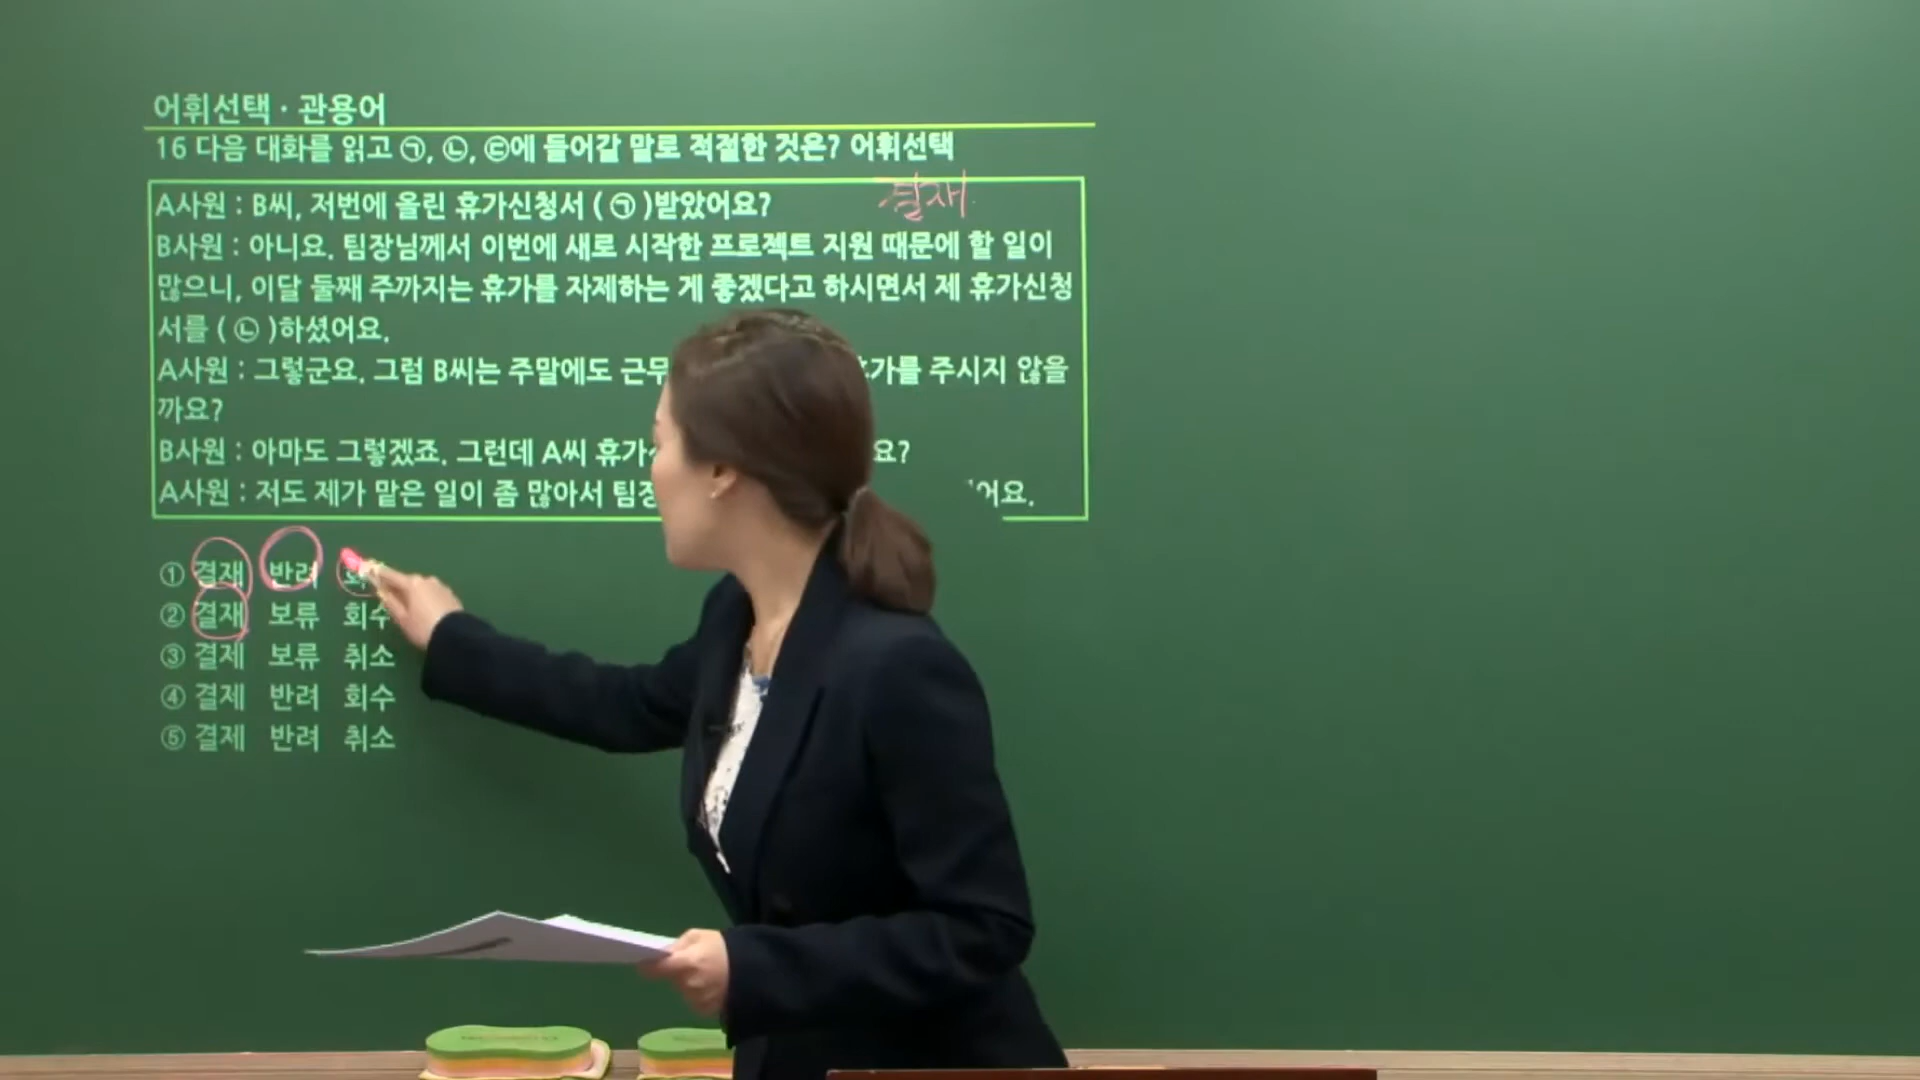 어휘선택 · 관용어
16 다음 대화를 읽고 ㉠, ㉡, ㉢에 들어갈 말로 적절한 것은? 어휘선택
결재
A사원 : B씨, 저번에 올린 휴가신청서 ( ㉠ )받았어요?
B사원 : 아니요. 팀장님께서 이번에 새로 시작한 프로젝트 지원 때문에 할 일이
많으니, 이달 둘째 주까지는 휴가를 자제하는 게 좋겠다고 하시면서 제 휴가신청
서를 ( ㉡ )하셨어요.
A사원 : 그렇군요. 그럼 B씨는 주말에도 를 주시지 않을
까요?
B사원 : 아마도 그렇겠죠. 그런데 A씨 요?
A사원 : 저도 제가 맡은 일이 좀 많아서 어요.
① 결재 반려
② 결재 보류 회수
③ 결제 보류 취소
④ 결제 반려 회수
⑤ 결제 반려 취소